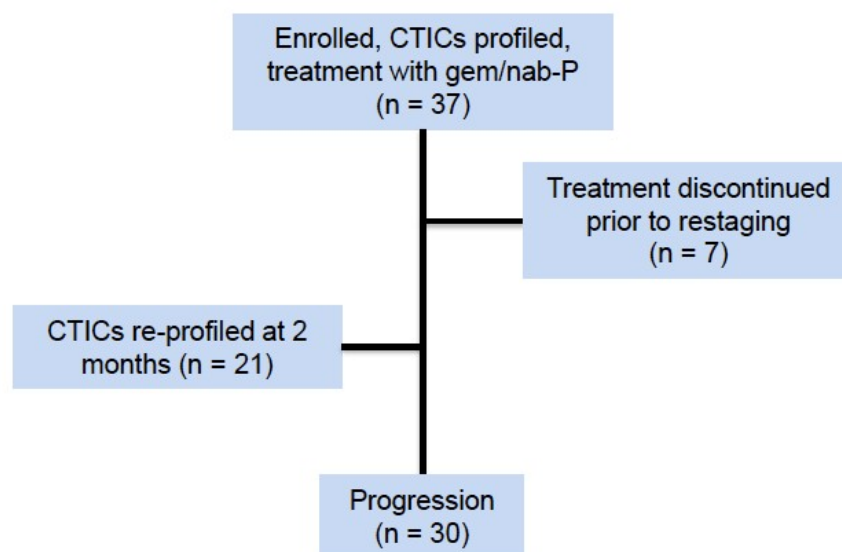 Enrolled, CTICs profiled,
treatment with gem/nab-P
(n = 37)
Treatment discontinued
prior to restaging
(n = 7)
CTICs re-profiled at 2
months (n = 21)
Progression
(n = 30)